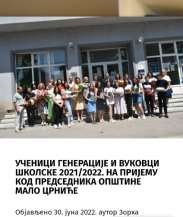 УЧЕНИЦИ ГЕНЕРАЦИЈЕ И ВУКОВЦИ
ШКОЛСКЕ 2021/2022. НА ПРИЈЕМУ
КОД ПРЕДСЕДНИКА ОПШТИНЕ
МАЛО ЦРНИЋЕ
Објављено 30. јуна 2022. аутор Зорка